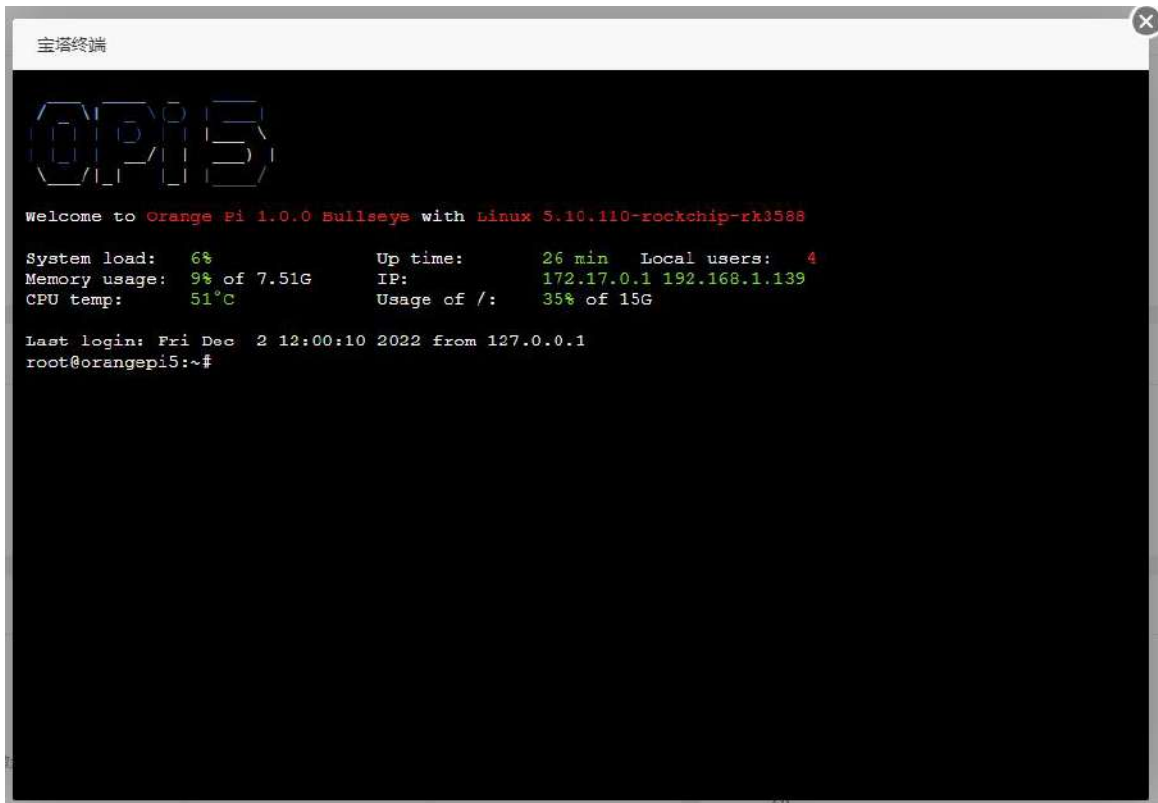 宝塔终端
OPi 5
Welcome to Orange Pi 1.0.0 Bullseye with Linux 5.10.110-rockchip-rk3588
System load: 6% Up time: 26 min Local users: 4
Memory usage: 9% of 7.51G IP: 172.17.0.1 192.168.1.139
CPU temp: 51°C Usage of /: 35% of 15G
Last login: Fri Dec 2 12:00:10 2022 from 127.0.0.1
root@orangepi5:~#